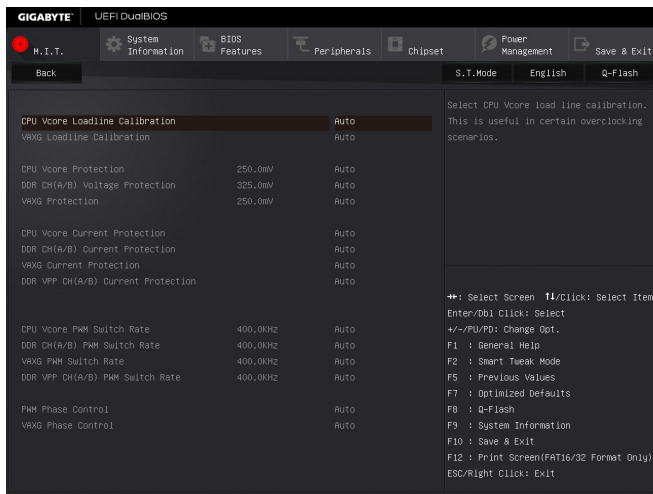 GIGABYTE™ UEFI DualBIOS
M.I.T.
System Information
BIOS Features
Peripherals
Chipset
Power Management
Save & Exit
Back
S.T.Mode English Q-Flash
CPU Vcore Loadline Calibration Auto
VAXG Loadline Calibration Auto
CPU Vcore Protection 250.0mV Auto
DDR CH(A/B) Voltage Protection 325.0mV Auto
VAXG Protection 250.0mV Auto
CPU Vcore Current Protection Auto
DDR CH(A/B) Current Protection Auto
VAXG Current Protection Auto
DDR VPP CH(A/B) Current Protection Auto
CPU Vcore PWM Switch Rate 400.0KHz Auto
DDR CH(A/B) PWM Switch Rate 400.0KHz Auto
VAXG PWM Switch Rate 400.0KHz Auto
DDR VPP CH(A/B) PWM Switch Rate 400.0KHz Auto
PWM Phase Control Auto
VAXG Phase Control Auto
Select CPU Vcore load line calibration.
This is useful in certain overclocking
scenarios.
→←: Select Screen ↑↓/Click: Select Item
Enter/Dbl Click: Select
+/-/PU/PD: Change Opt.
F1 : General Help
F2 : Smart Tweak Mode
F5 : Previous Values
F7 : Optimized Defaults
F8 : Q-Flash
F9 : System Information
F10 : Save & Exit
F12 : Print Screen(FAT16/32 Format Only)
ESC/Right Click: Exit